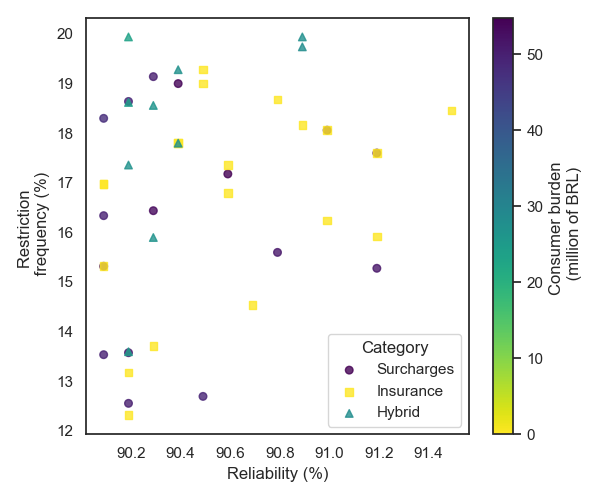 20
19
18
17
16
15
14
13
12
Restriction
frequency (%)
90.2 90.4 90.6 90.8 91.0 91.2 91.4
Reliability (%)
Category
Surcharges
Insurance
Hybrid
50
40
30
20
10
0
Consumer burden
(million of BRL)